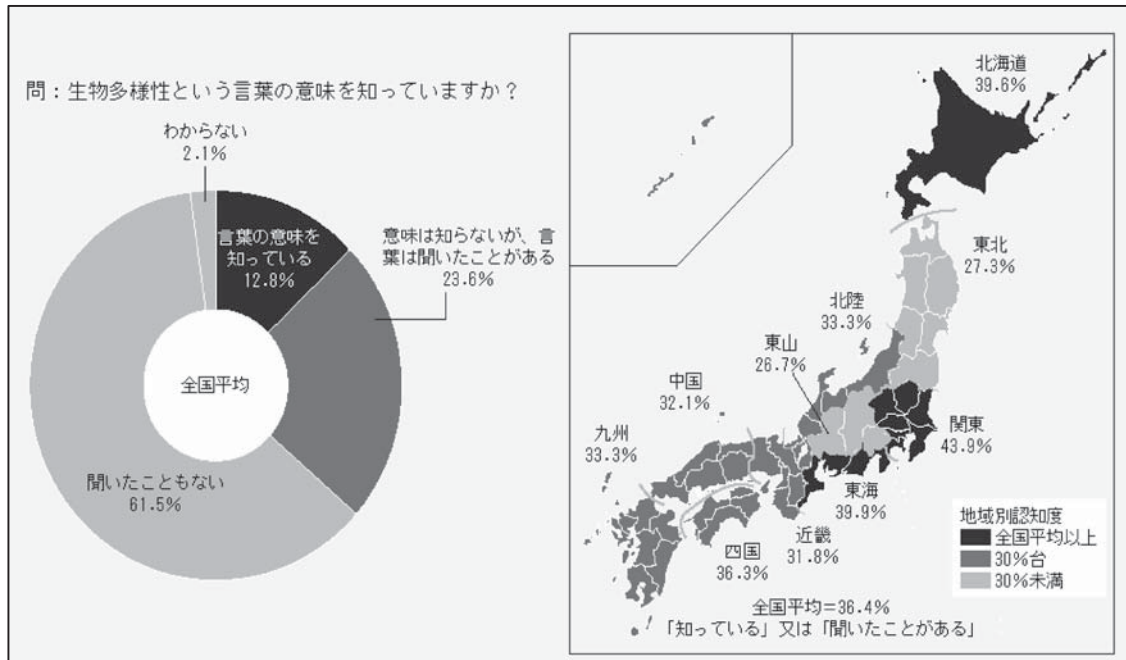 問：生物多様性という言葉の意味を知っていますか？
わからない
2.1%
言葉の意味を
知っている
12.8%
意味は知らないが、言
葉は聞いたことがある
23.6%
全国平均
聞いたこともない
61.5%
北海道
39.6%
東北
27.3%
北陸
33.3%
東山
26.7%
中国
32.1%
九州
33.3%
関東
43.9%
東海
39.9%
近畿
31.8%
四国
36.3%
地域別認知度
全国平均以上
30%台
30%未満
全国平均＝36.4%
「知っている」又は「聞いたことがある」